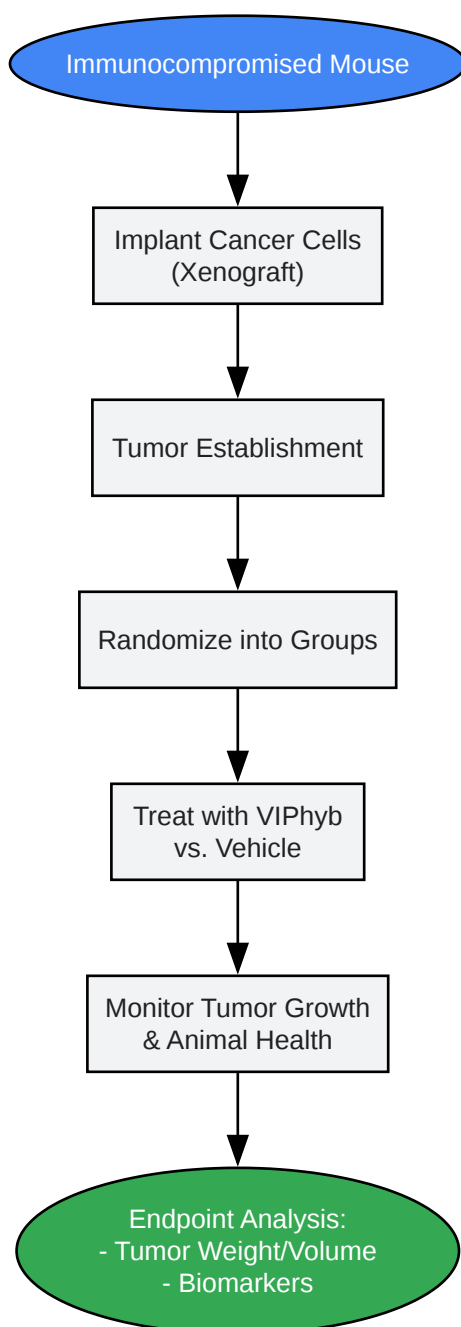 Immunocompromised Mouse
Implant Cancer Cells
(Xenograft)
Tumor Establishment
Randomize into Groups
Treat with VIPhyb
vs. Vehicle
Monitor Tumor Growth
& Animal Health
Endpoint Analysis:
- Tumor Weight/Volume
- Biomarkers